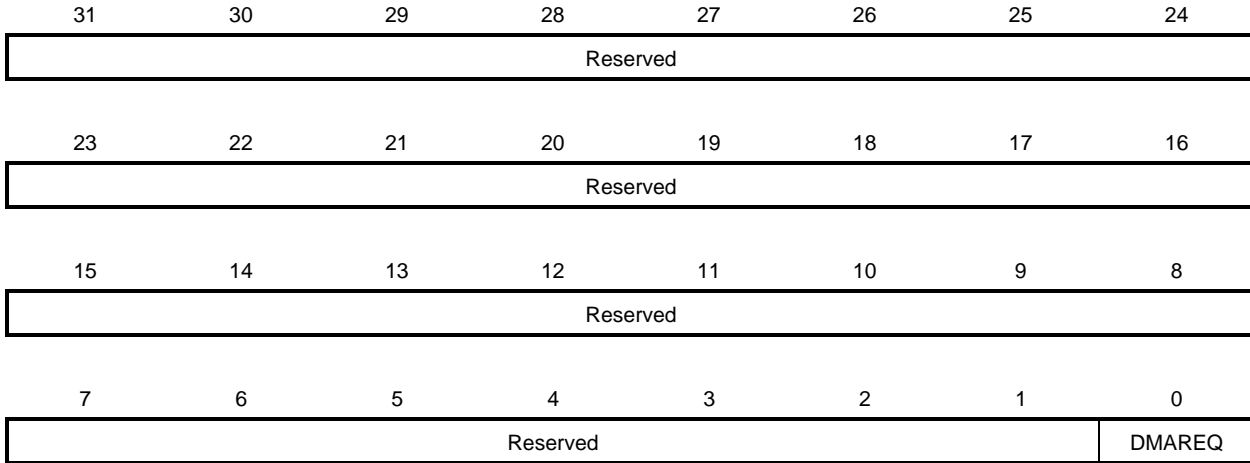 31 30 29 28 27 26 25 24
Reserved
23 22 21 20 19 18 17 16
Reserved
15 14 13 12 11 10 9 8
Reserved
7 6 5 4 3 2 1 0
Reserved DMAREQ